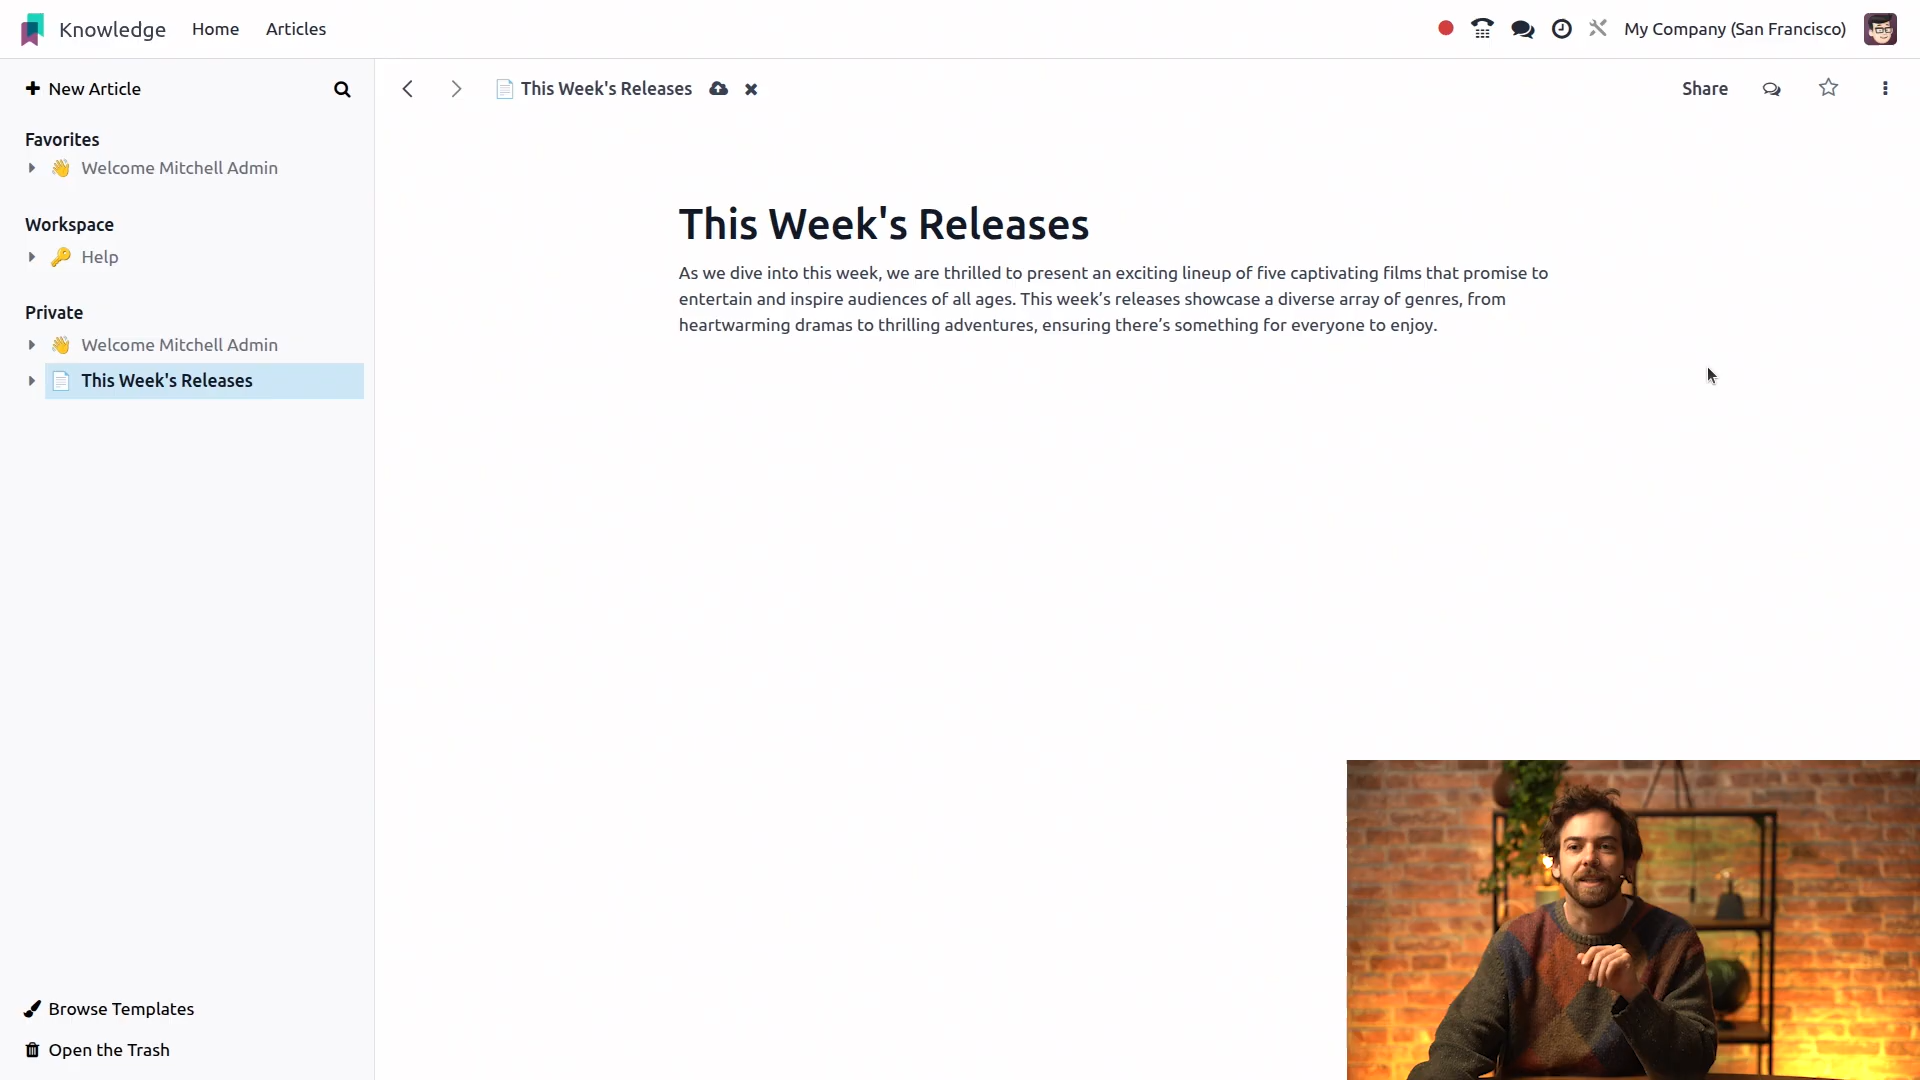 Knowledge
Home
Articles
My Company (San Francisco)
New Article
This Week's Releases
Share
Favorites
Welcome Mitchell Admin
Workspace
Help
Private
Welcome Mitchell Admin
This Week's Releases
This Week's Releases
As we dive into this week, we are thrilled to present an exciting lineup of five captivating films that promise to
entertain and inspire audiences of all ages. This week’s releases showcase a diverse array of genres, from
heartwarming dramas to thrilling adventures, ensuring there’s something for everyone to enjoy.
Browse Templates
Open the Trash